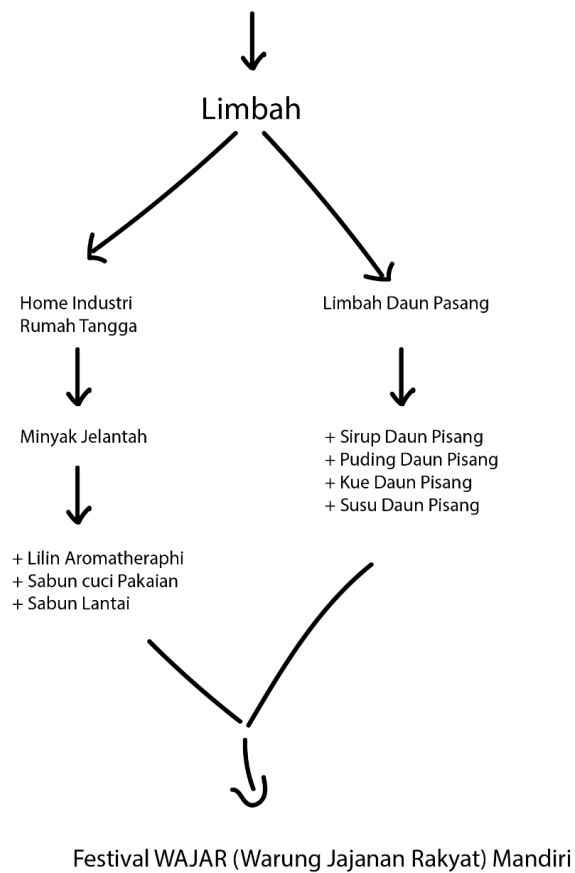 Limbah
Home Industri
Rumah Tangga
Limbah Daun Pasang
Minyak Jelantah
+ Sirup Daun Pisang
+ Puding Daun Pisang
+ Kue Daun Pisang
+ Susu Daun Pisang
+ Lilin Aromatheraphi
+ Sabun cuci Pakaian
+ Sabun Lantai
Festival WAJAR (Warung Jajanan Rakyat) Mandiri